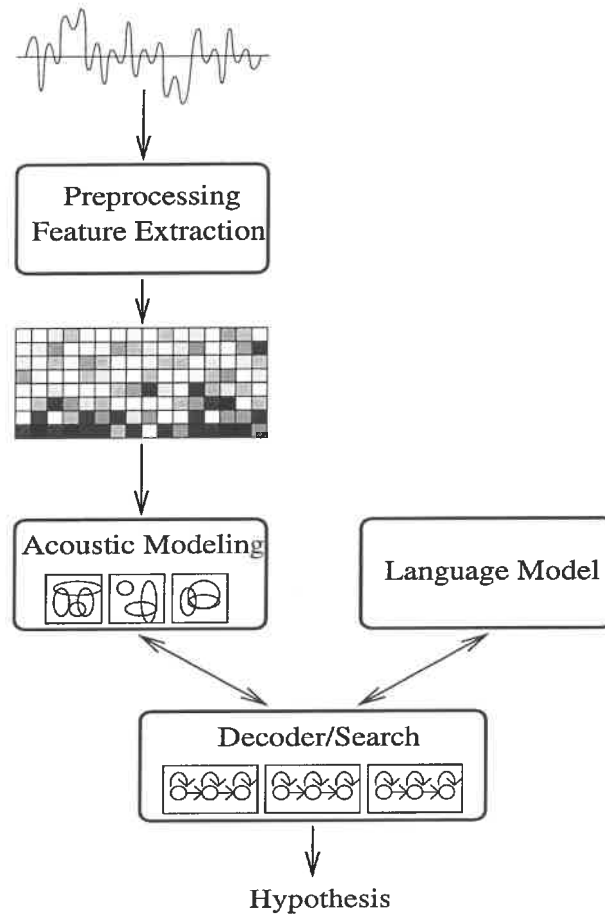 Preprocessing
Feature Extraction
Acoustic Modeling
Language Model
Decoder/Search
Hypothesis